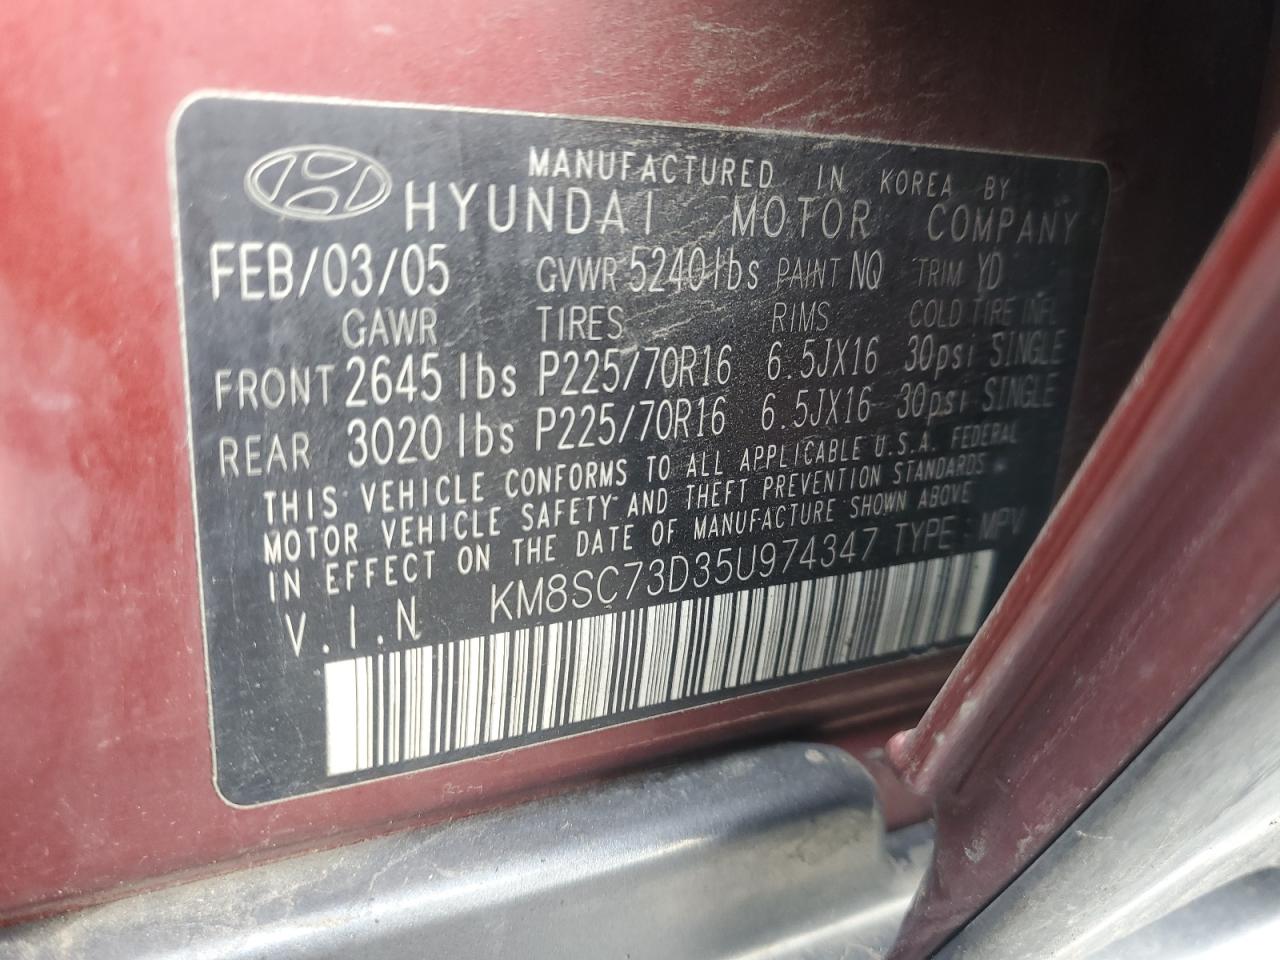 MANUFACTURED IN KOREA BY
HYUNDAI MOTOR COMPANY
FEB/03/05 GVWR 5240lbs PAINT NQ TRIM YD
GAWR TIRES RIMS COLD TIRE INFL
FRONT 2645 lbs P225/70R16 6.5JX16 30psi SINGLE
REAR 3020 lbs P225/70R16 6.5JX16 30psi SINGLE
THIS VEHICLE CONFORMS TO ALL APPLICABLE U.S.A. FEDERAL
MOTOR VEHICLE SAFETY AND THEFT PREVENTION STANDARDS
IN EFFECT ON THE DATE OF MANUFACTURE SHOWN ABOVE
V.I.N KM8SC73D35U974347 TYPE : MPV